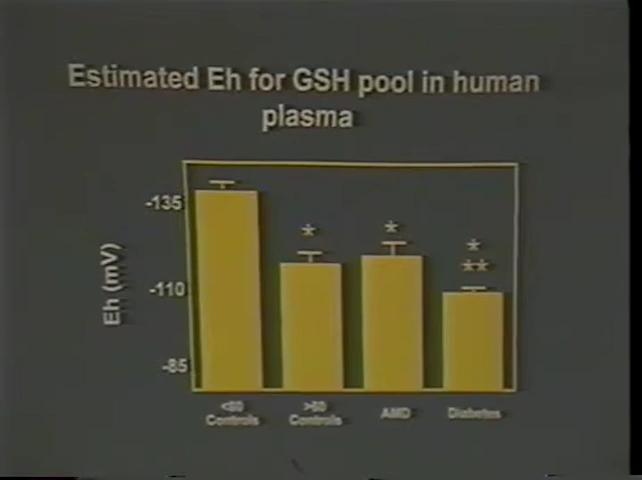 Estimated Eh for GSH pool in human
plasma
-135
-110
-85
Eh (mV)
*
*
*
**
<60
Controls
>60
Controls
AMD
Diabetes